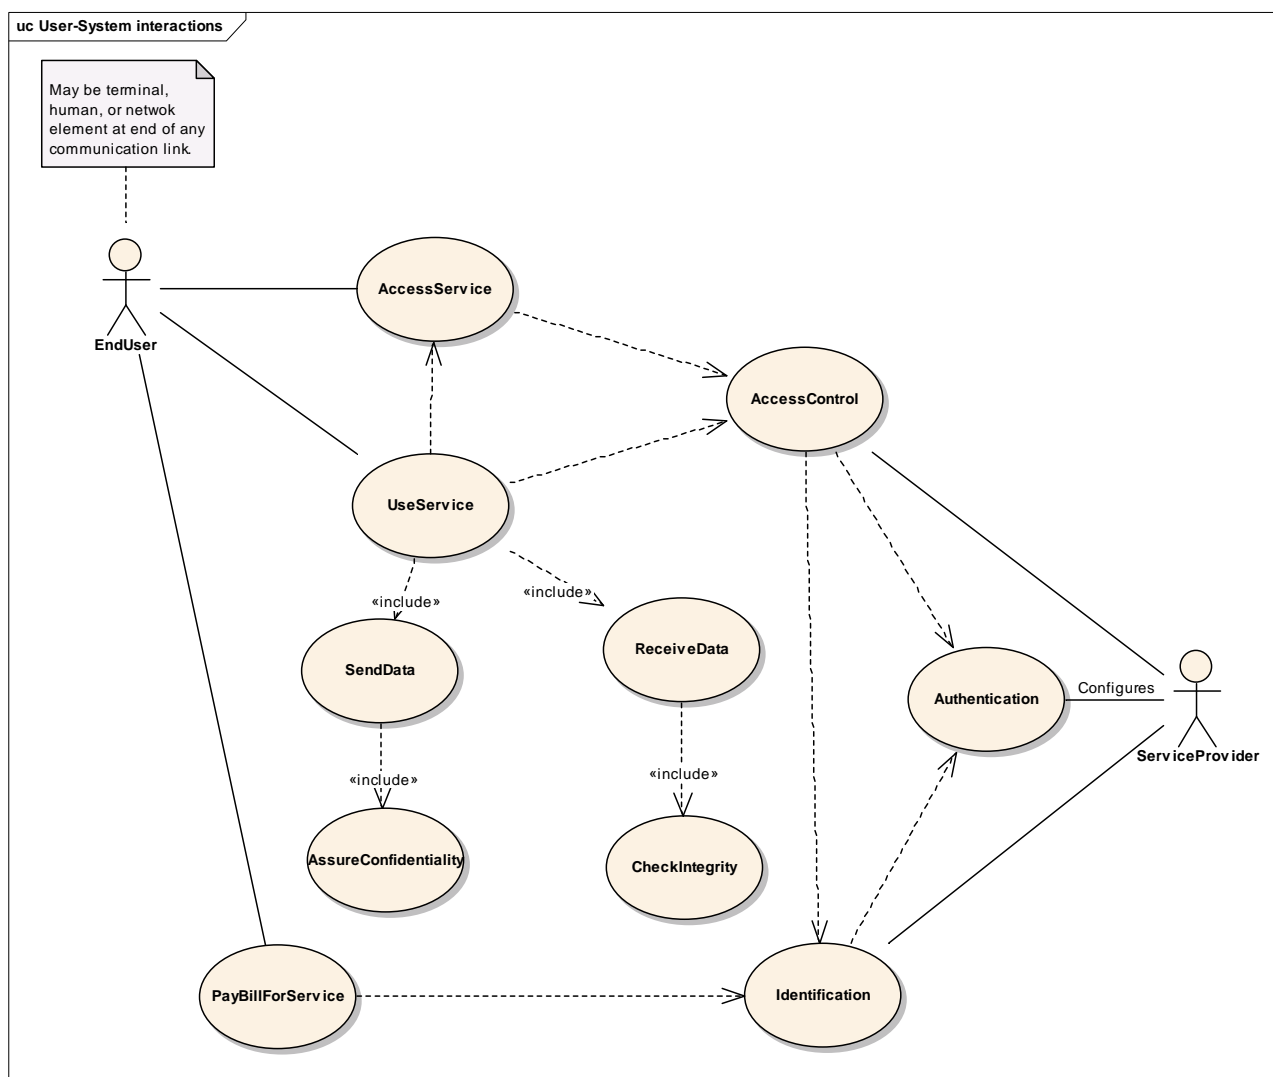 uc User-System interactions
May be terminal,
human, or netwok
element at end of any
communication link.
EndUser
AccessService
AccessControl
UseService
«include»
«include»
SendData
ReceiveData
Authentication
Configures
ServiceProvider
«include»
«include»
AssureConfidentiality
CheckIntegrity
PayBillForService
Identification